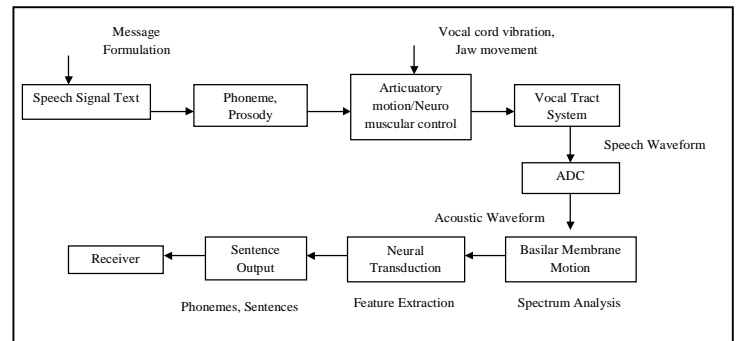 Message
Formulation
Vocal cord vibration,
Jaw movement
Speech Signal Text
Phoneme,
Prosody
Articuatory
motion/Neuro
muscular control
Vocal Tract
System
Speech Waveform
ADC
Acoustic Waveform
Receiver
Sentence
Output
Neural
Transduction
Basilar Membrane
Motion
Phonemes, Sentences
Feature Extraction
Spectrum Analysis